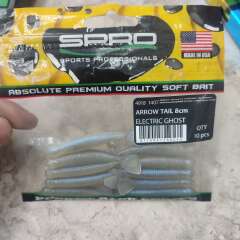 SPRO
SPORTS PROFESSIONALS
MADE IN USA
ABSOLUTE PREMIUM QUALITY SOFT BAIT
ARROW TAIL 8cm
ELECTRIC GHOST
QTY
10 pcs